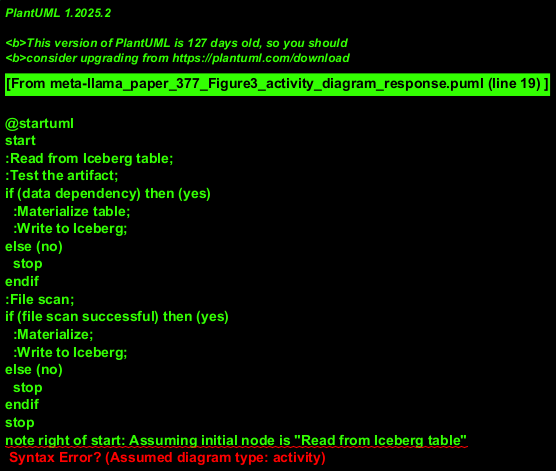 PlantUML 1.2025.2
<b>This version of PlantUML is 127 days old, so you should
<b>consider upgrading from https://plantuml.com/download
[From meta-llama_paper_377_Figure3_activity_diagram_response.puml (line 19) ]
@startuml
start
:Read from Iceberg table;
:Test the artifact;
if (data dependency) then (yes)
  :Materialize table;
  :Write to Iceberg;
else (no)
  stop
endif
:File scan;
if (file scan successful) then (yes)
  :Materialize;
  :Write to Iceberg;
else (no)
  stop
endif
stop
note right of start: Assuming initial node is "Read from Iceberg table"
Syntax Error? (Assumed diagram type: activity)